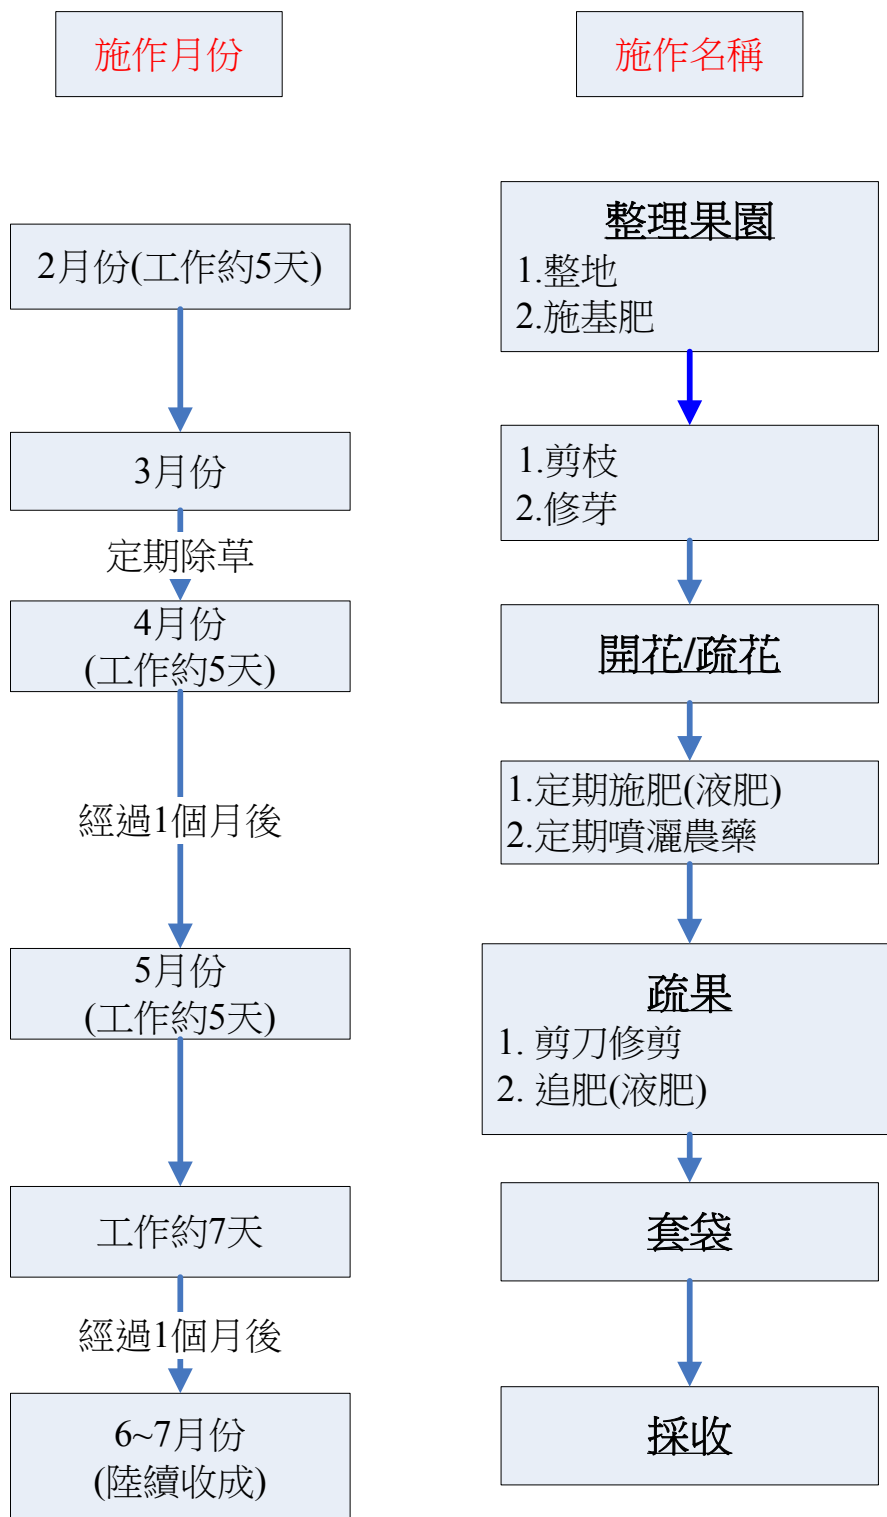 施作月份
施作名稱
2月份(工作約5天)
整理果園
1.整地
2.施基肥
3月份
1.剪枝
2.修芽
定期除草
4月份
(工作約5天)
開花/疏花
經過1個月後
1.定期施肥(液肥)
2.定期噴灑農藥
5月份
(工作約5天)
疏果
1. 剪刀修剪
2. 追肥(液肥)
工作約7天
套袋
經過1個月後
6~7月份
(陸續收成)
採收